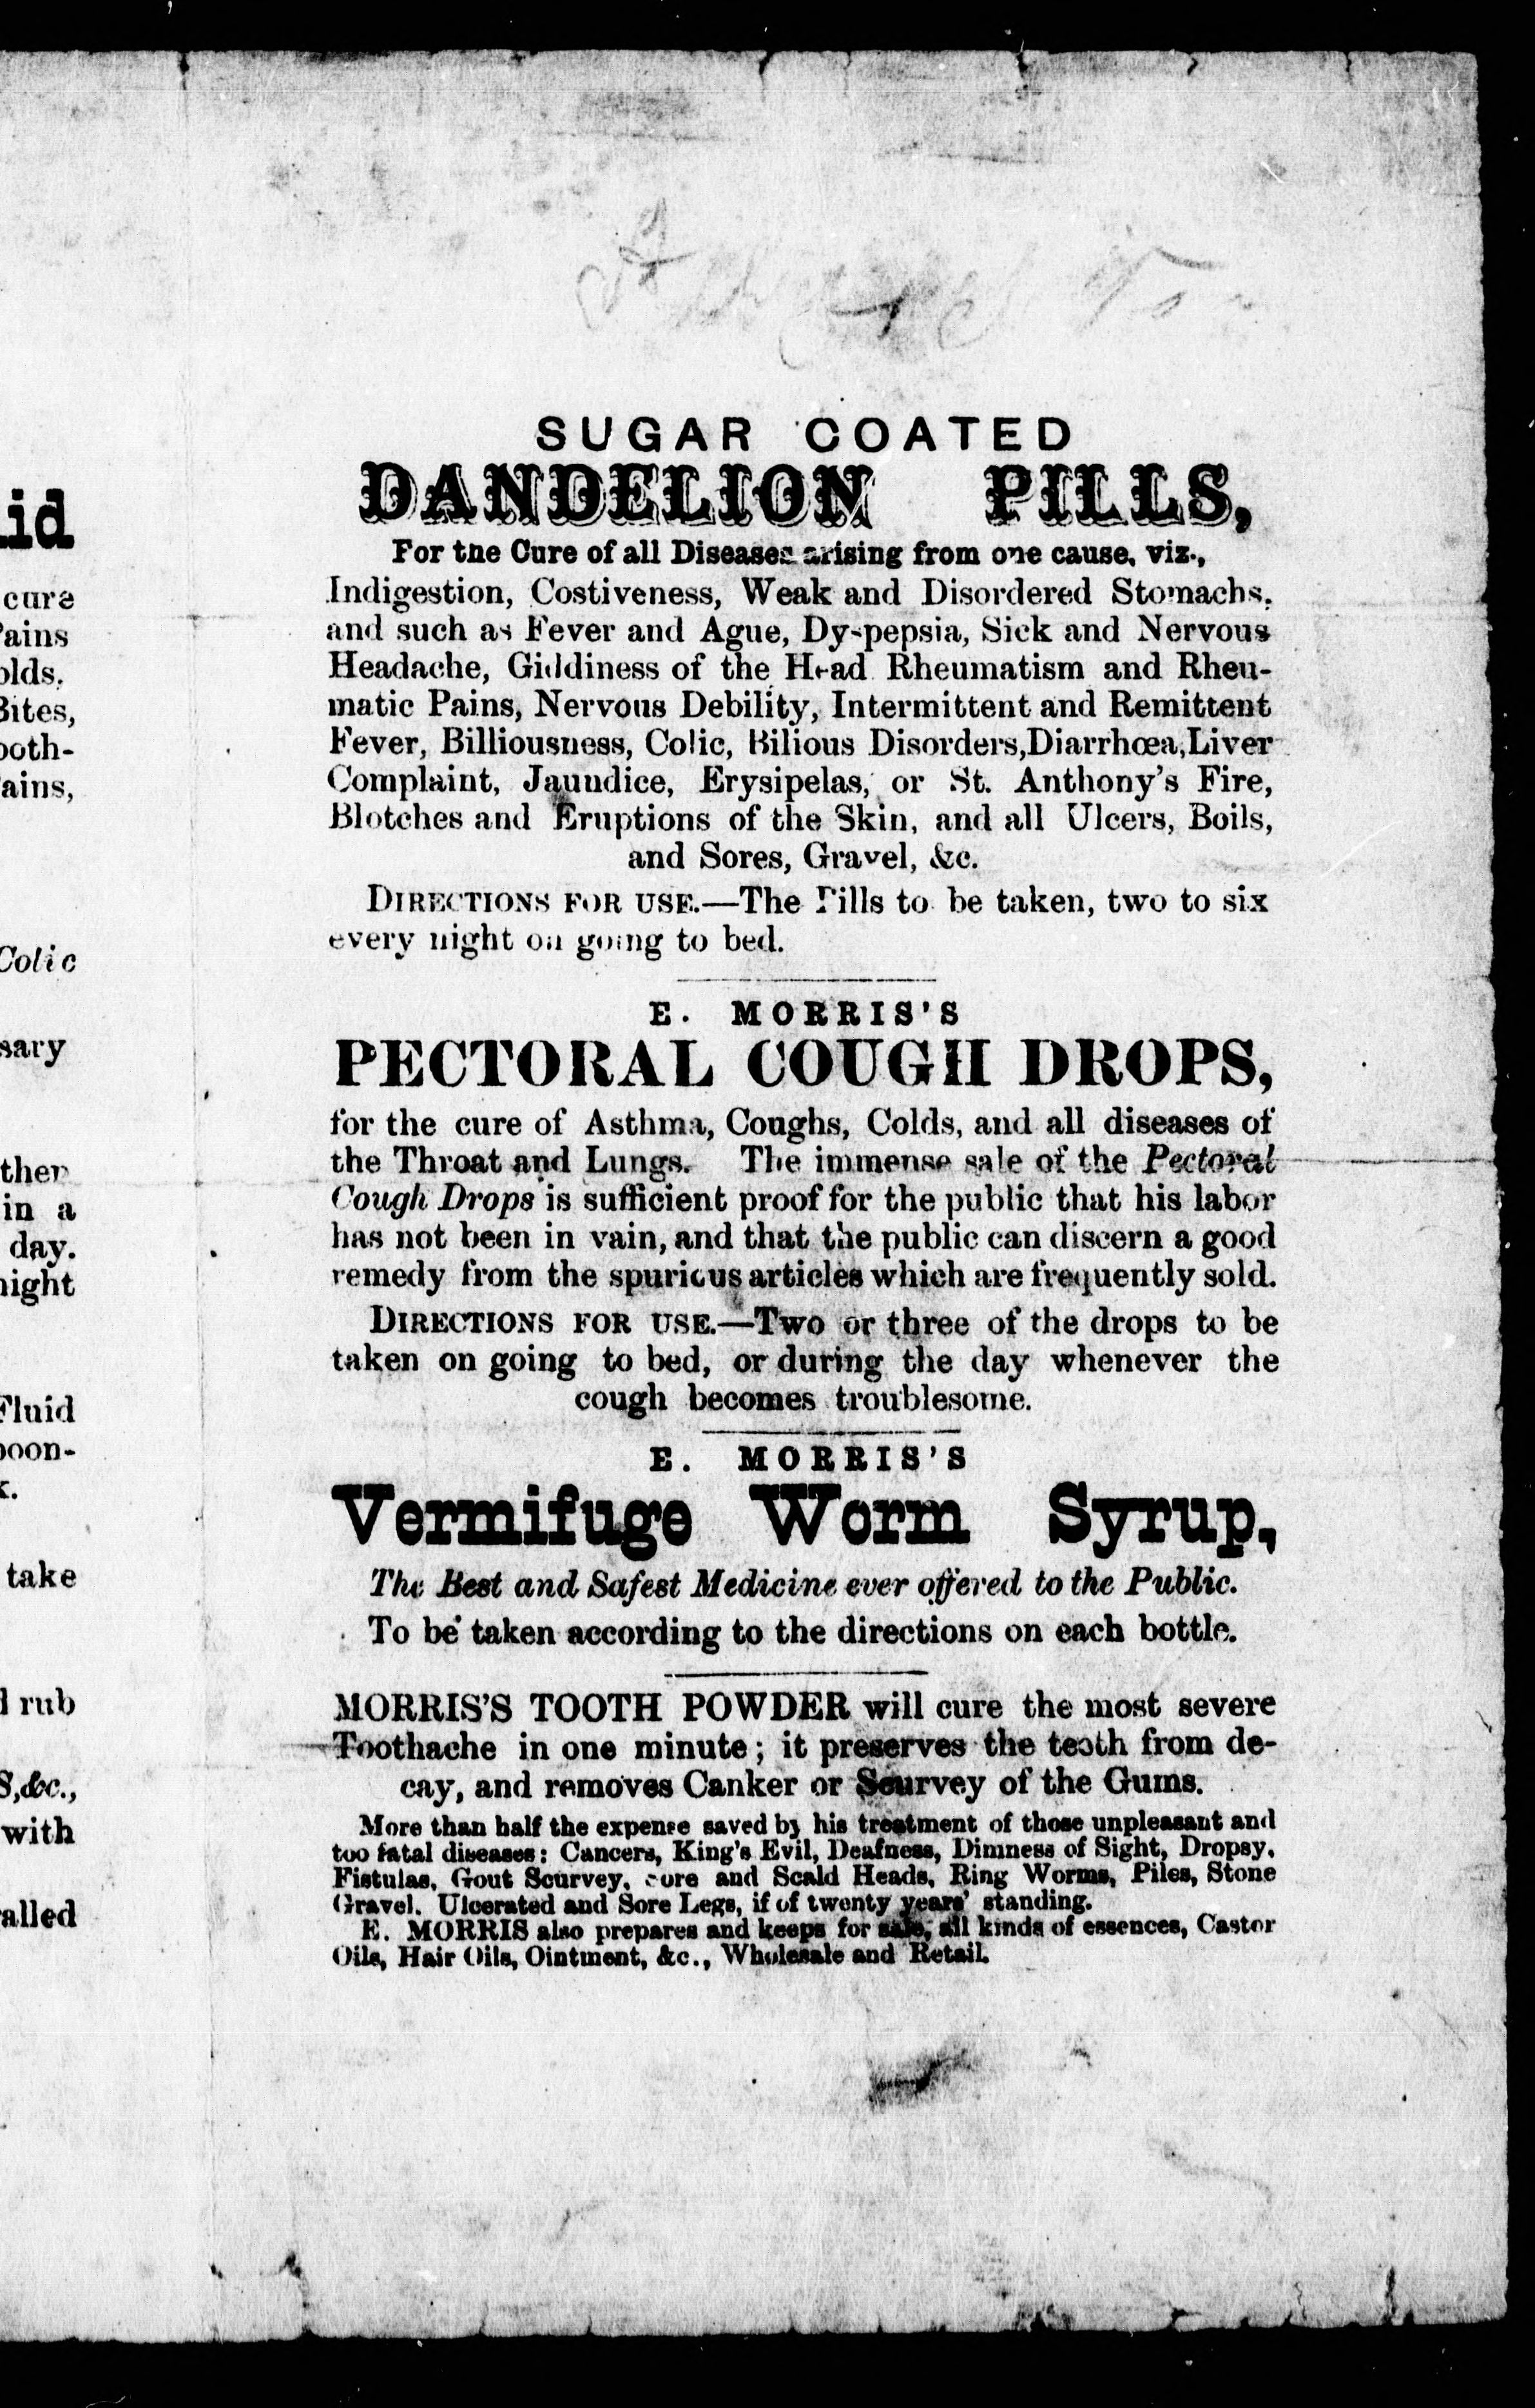 SUGAR COATED
DANDELION PILLS,
For the Cure of all Diseases arising from one cause, viz.,
Indigestion, Costiveness, Weak and Disordered Stomachs,
and such as Fever and Ague, Dyspepsia, Sick and Nervous
Headache, Giddiness of the Head Rheumatism and Rheu-
matic Pains, Nervous Debility, Intermittent and Remittent
Fever, Billiousness, Colic, Bilious Disorders,Diarrhœa,Liver
Complaint, Jaundice, Erysipelas, or St. Anthony's Fire,
Blotches and Eruptions of the Skin, and all Ulcers, Boils,
and Sores, Gravel, &c.
DIRECTIONS FOR USE.—The Pills to be taken, two to six
every night on going to bed.
E. MORRIS'S
PECTORAL COUGH DROPS,
for the cure of Asthma, Coughs, Colds, and all diseases of
the Throat and Lungs. The immense sale of the Pectoral
Cough Drops is sufficient proof for the public that his labor
has not been in vain, and that the public can discern a good
remedy from the spurious articles which are frequently sold.
DIRECTIONS FOR USE.—Two or three of the drops to be
taken on going to bed, or during the day whenever the
cough becomes troublesome.
E. MORRIS'S
Vermifuge Worm Syrup,
The Best and Safest Medicine ever offered to the Public.
To be taken according to the directions on each bottle.
MORRIS'S TOOTH POWDER will cure the most severe
Toothache in one minute; it preserves the teeth from de-
cay, and removes Canker or Scurvey of the Gums.
More than half the expense saved by his treatment of those unpleasant and
too fatal diseases: Cancers, King's Evil, Deafness, Dimness of Sight, Dropsy,
Fistulas, Gout Scurvey, sore and Scald Heads, Ring Worms, Piles, Stone
Gravel, Ulcerated and Sore Legs, if of twenty years' standing.
E. MORRIS also prepares and keeps for sale, all kinds of essences, Castor
Oils, Hair Oils, Ointment, &c., Wholesale and Retail.
id
cure
ains
olds.
Bites,
ooth-
ains,
Colic
sary
ther
in a
day.
night
Fluid
poon-
take
rub
S,&c.,
with
alled